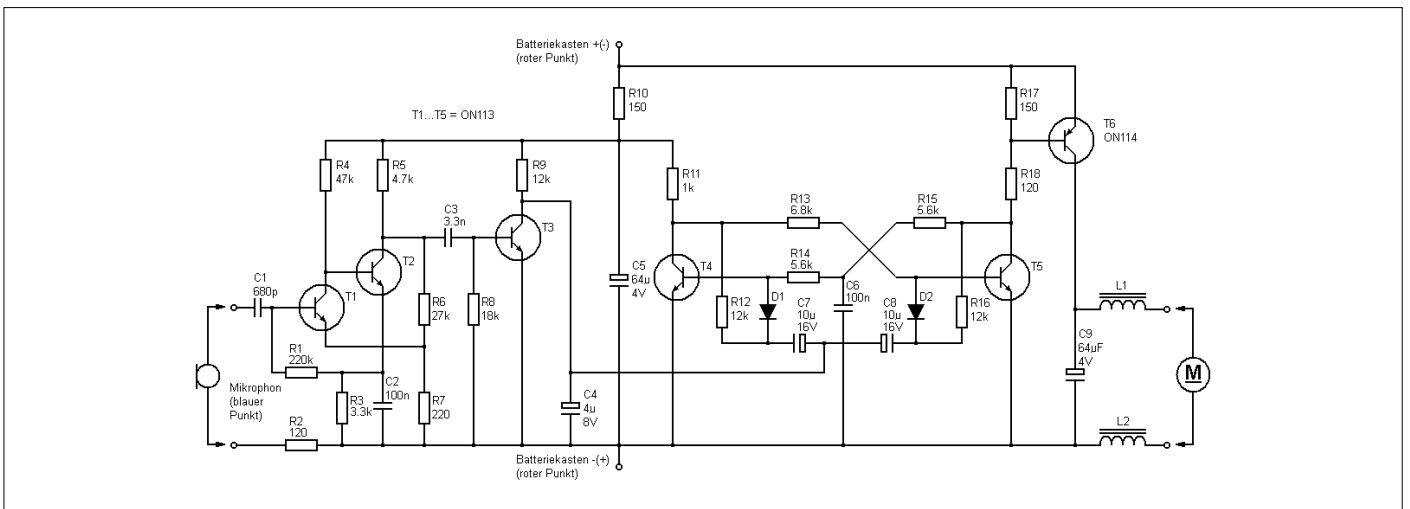 Batteriekasten +(-)
(roter Punkt)
T1...T5 = ON113
R10
150
R17
150
T6
ON114
R4
47k
R5
4.7k
R9
12k
R11
1k
R18
120
R13
6.8k
R15
5.6k
C3
3.3n
T3
T2
T4
R14
5.6k
T5
C5
64µ
4V
C6
100n
C1
680p
T1
R6
27k
R8
18k
R12
12k
D1
C7
10µ
16V
C8
10µ
16V
D2
R16
12k
L1
C9
64µF
4V
R1
220k
Mikrophon
(blauer
Punkt)
R3
3.3k
C2
100n
R7
220
C4
4µ
8V
M
R2
120
L2
Batteriekasten -(+)
(roter Punkt)